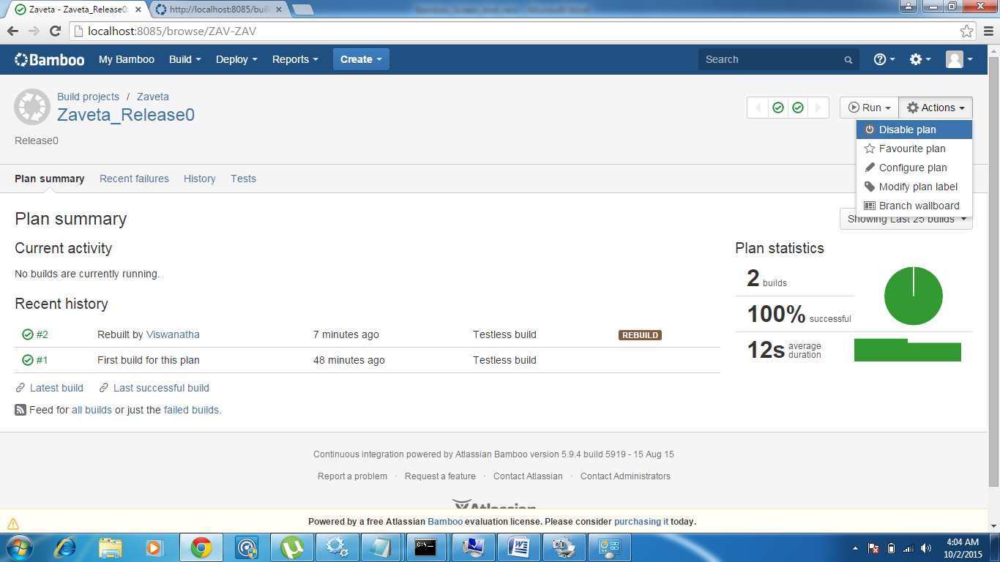 Zaveta - Zaveta_Release0:
http://localhost:8085/buil
localhost:8085/browse/ZAV-ZAV
Bamboo My Bamboo Build Deploy Reports Create Search
Build projects / Zaveta
Zaveta_Release0
Run Actions
Release0
Disable plan
Favourite plan
Configure plan
Modify plan label
Branch wallboard
Plan summary Recent failures History Tests
Plan summary
Showing Last 25 builds
Current activity
No builds are currently running.
Recent history
#2 Rebuilt by Viswanatha 7 minutes ago Testless build REBUILD
#1 First build for this plan 48 minutes ago Testless build
Latest build Last successful build
Feed for all builds or just the failed builds.
Plan statistics
2 builds
100% successful
12s average duration
Continuous integration powered by Atlassian Bamboo version 5.9.4 build 5919 - 15 Aug 15
Report a problem · Request a feature · Contact Atlassian · Contact Administrators
Atlassian
Powered by a free Atlassian Bamboo evaluation license. Please consider purchasing it today.
4:04 AM
10/2/2015